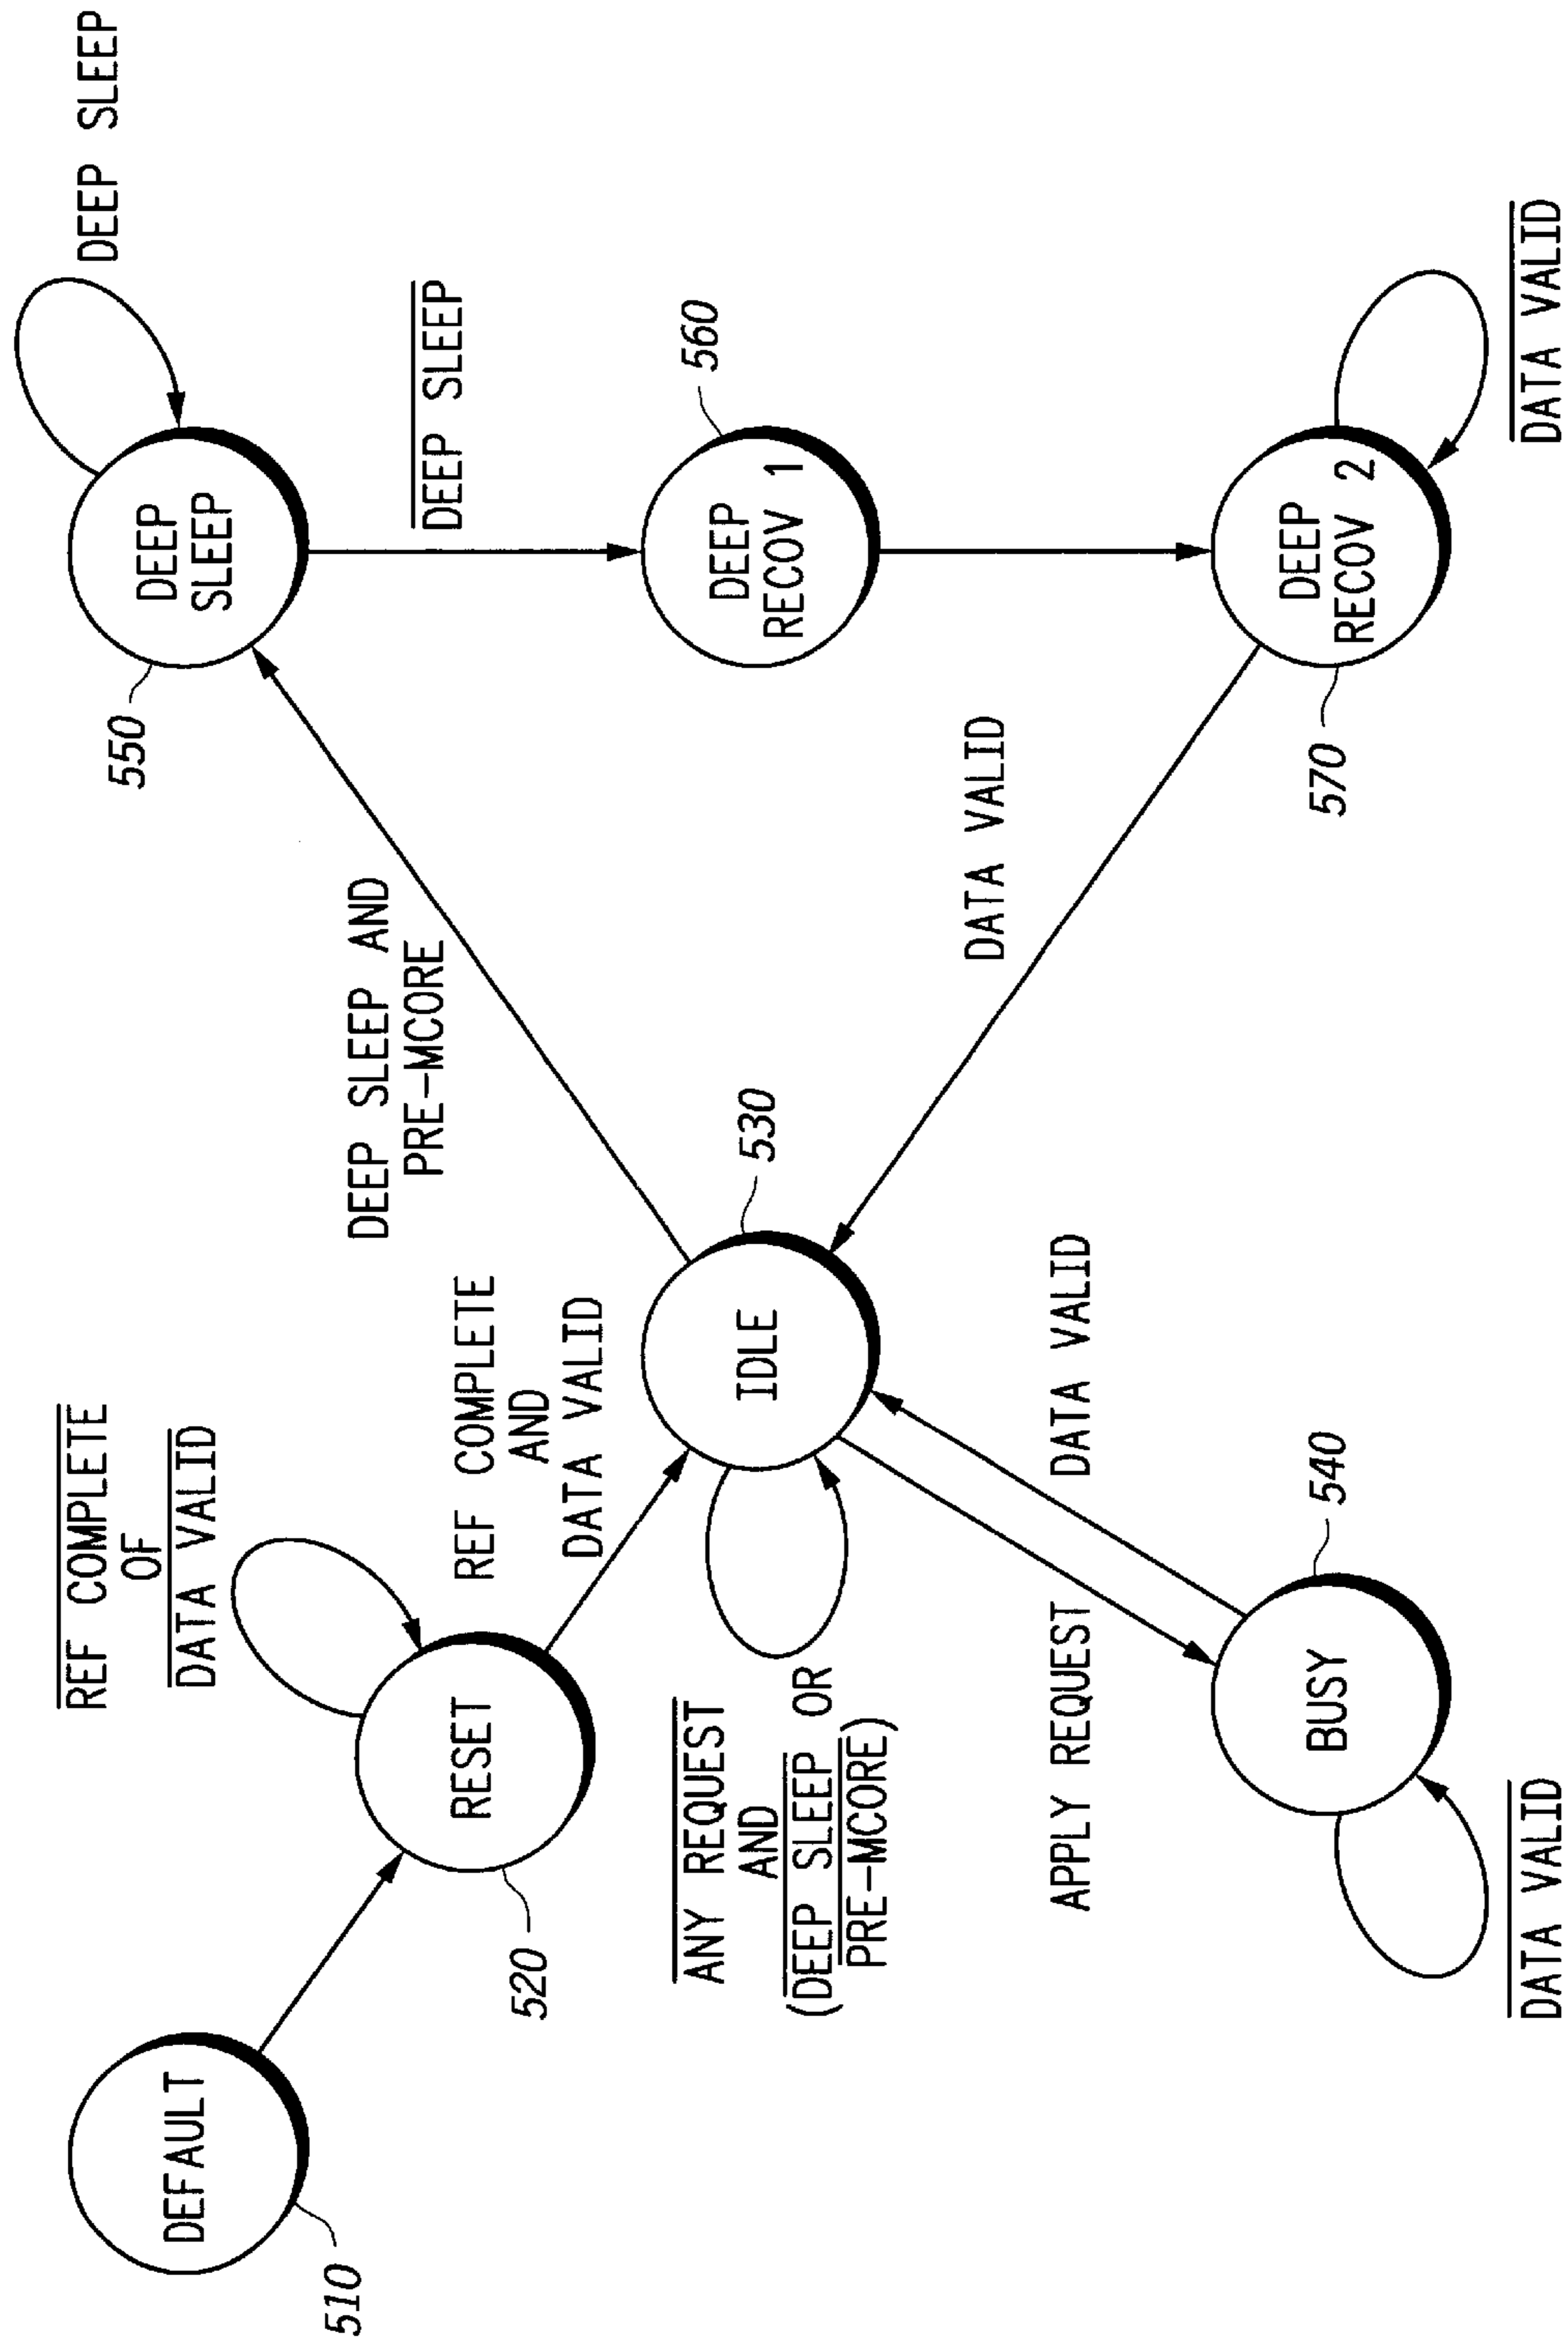 DEFAULT
510
RESET
520
REF COMPLETE
OF
DATA VALID
REF COMPLETE
AND
DATA VALID
IDLE
530
ANY REQUEST
AND
(DEEP SLEEP OR
PRE-MCORE)
APPLY REQUEST
DATA VALID
BUSY
540
DATA VALID
DEEP SLEEP AND
PRE-MCORE
DEEP
SLEEP
550
DEEP SLEEP
DEEP SLEEP
DEEP
RECOV 1
560
DATA VALID
DEEP
RECOV 2
570
DATA VALID